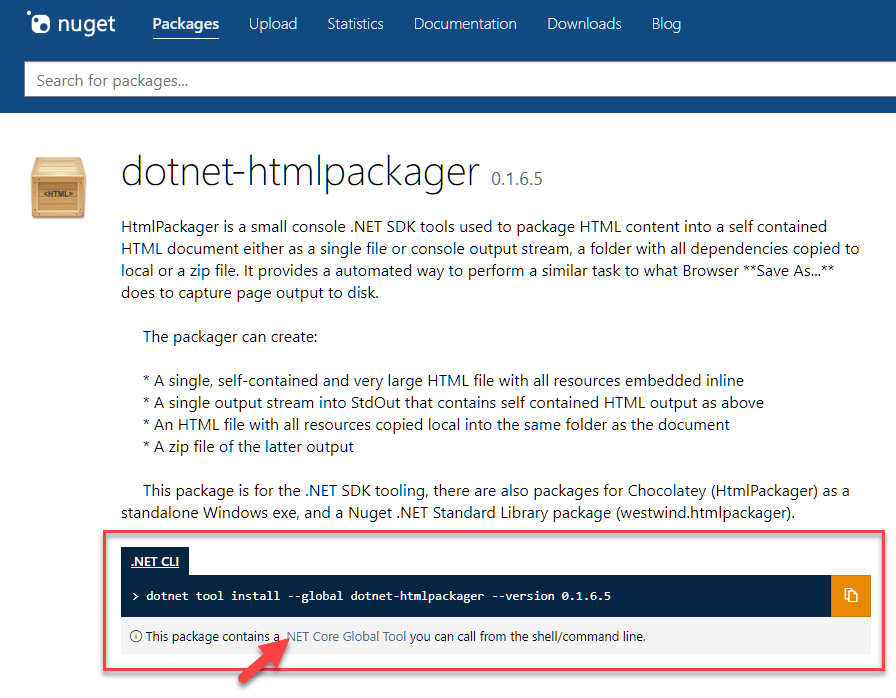 nuget Packages Upload Statistics Documentation Downloads Blog
Search for packages...
<HTML>
dotnet-htmlpackager 0.1.6.5
HtmlPackager is a small console .NET SDK tools used to package HTML content into a self contained
HTML document either as a single file or console output stream, a folder with all dependencies copied to
local or a zip file. It provides a automated way to perform a similar task to what Browser **Save As...**
does to capture page output to disk.
The packager can create:
* A single, self-contained and very large HTML file with all resources embedded inline
* A single output stream into StdOut that contains self contained HTML output as above
* An HTML file with all resources copied local into the same folder as the document
* A zip file of the latter output
This package is for the .NET SDK tooling, there are also packages for Chocolatey (HtmlPackager) as a
standalone Windows exe, and a Nuget .NET Standard Library package (westwind.htmlpackager).
.NET CLI
> dotnet tool install --global dotnet-htmlpackager --version 0.1.6.5
This package contains a .NET Core Global Tool you can call from the shell/command line.